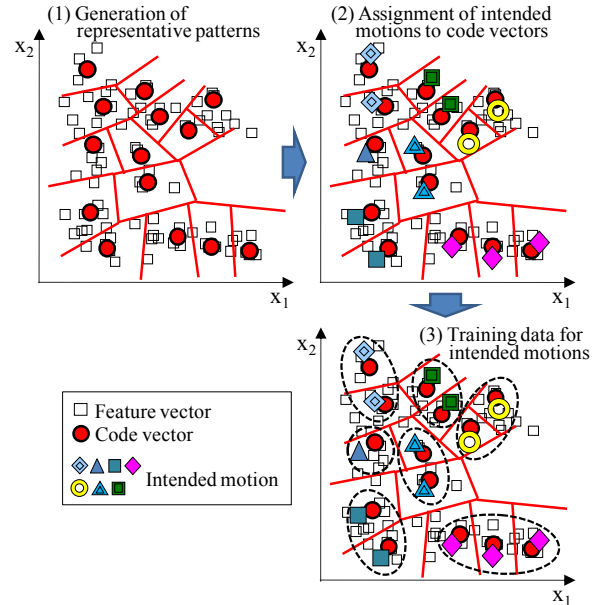 (1) Generation of
representative patterns
x2
x1
(2) Assignment of intended
motions to code vectors
x2
x1
(3) Training data for
intended motions
x2
x1
Feature vector
Code vector
Intended motion